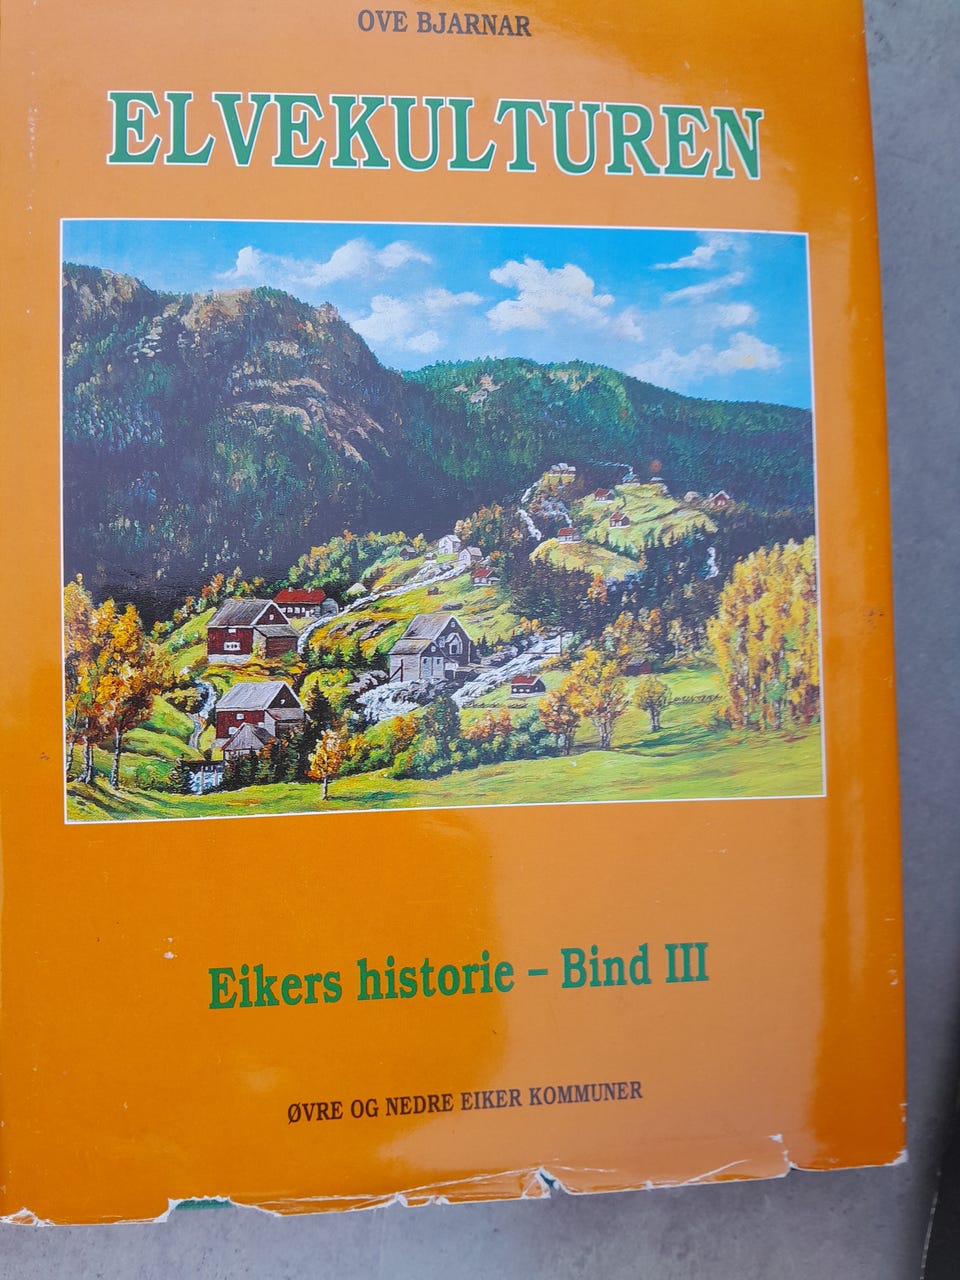 OVE BJARNAR
ELVEKULTUREN
Eikers historie – Bind III
ØVRE OG NEDRE EIKER KOMMUNER